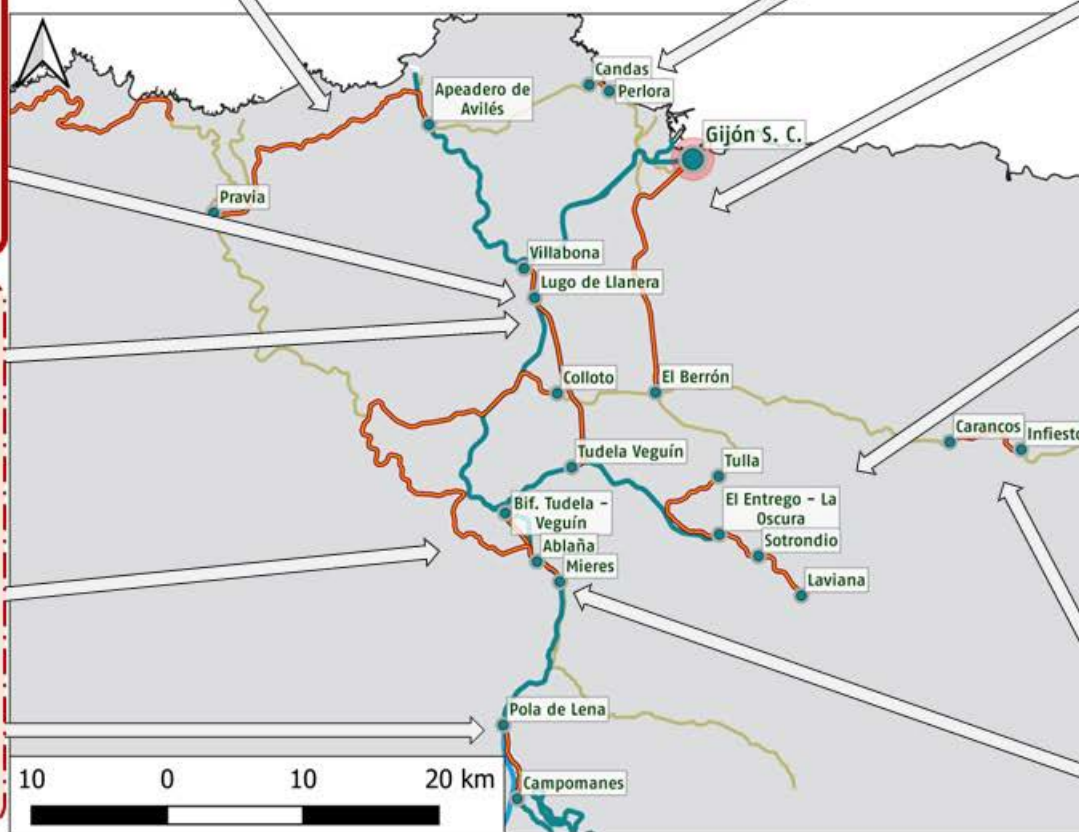 Candas
Perlora
Apeadero de
Avilés
Gijón S. C.
Pravia
Villabona
Lugo de Llanera
Colloto
El Berrón
Carancos
Infiesto
Tudela Veguín
Tulla
El Entrego - La
Oscura
Bif. Tudela -
Veguín
Sotrondio
Ablaña
Mieres
Laviana
Pola de Lena
Campomanes
10 0 10 20 km